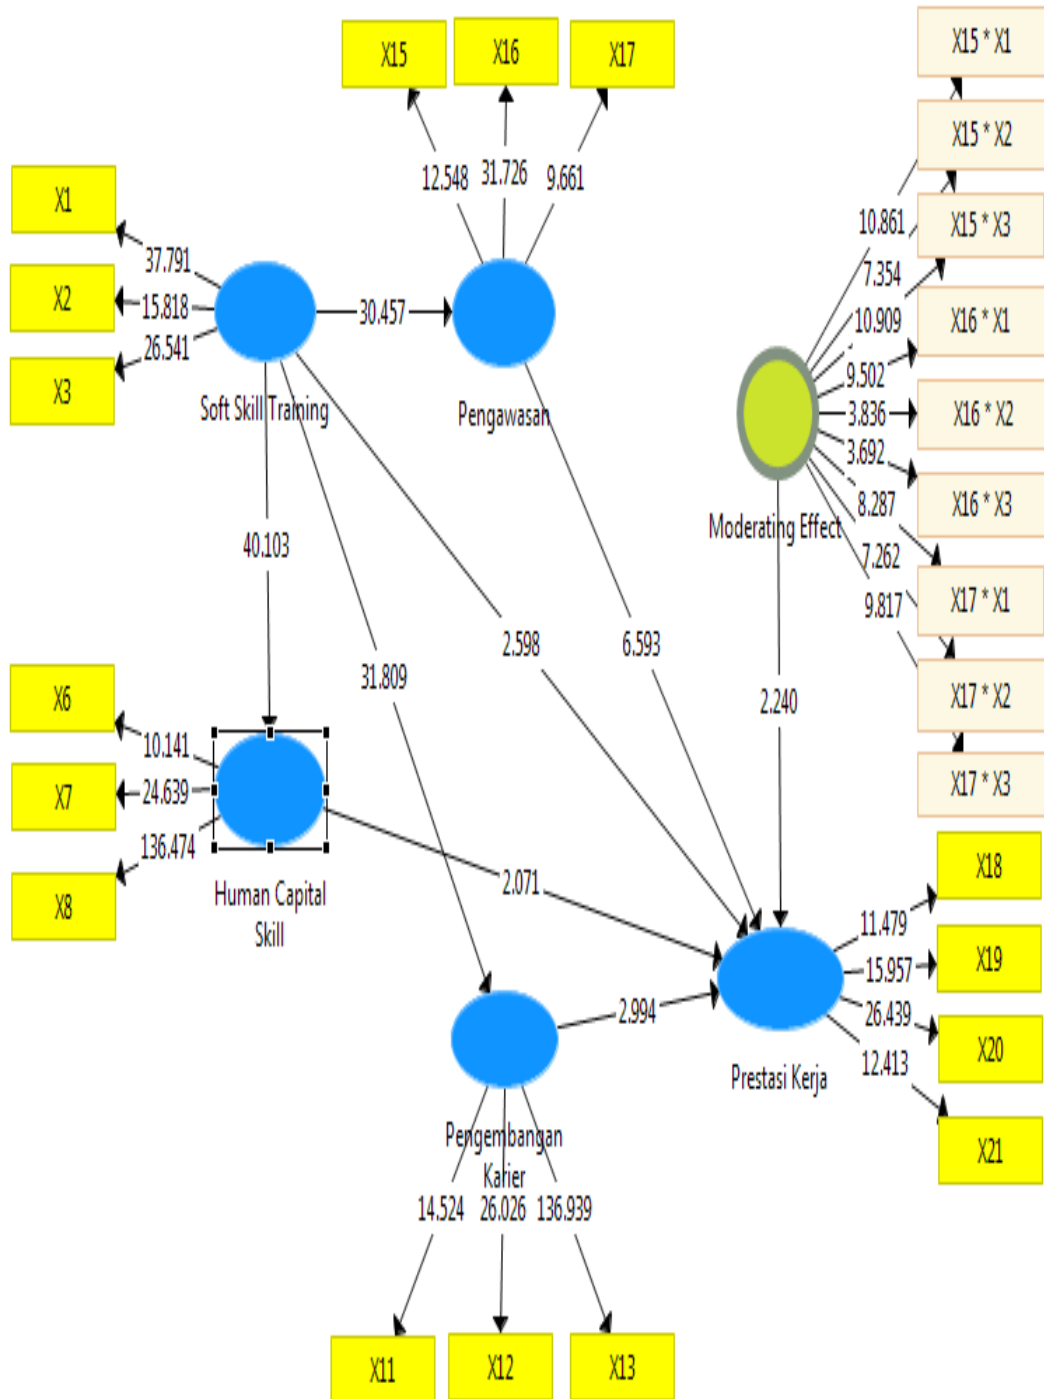 X15 * X1
X15
X16
X17
X15 * X2
12.548
31.726
9.661
X1
10.861
X15 * X3
37.791
7.354
X2
15.818
30.457
10.909
X16 * X1
26.541
9.502
X3
Soft Skill Training
Pengawasan
3.836
X16 * X2
3.692
8.287
X16 * X3
Moderating Effect
40.103
7.262
9.817
X17 * X1
2.598
6.593
31.809
X6
2.240
X17 * X2
10.141
X7
24.639
X17 * X3
136.474
X18
X8
Human Capital
Skill
2.071
11.479
X19
15.957
2.994
26.439
X20
Prestasi Kerja
12.413
Pengembangan
Karier
X21
14.524
26.026
136.939
X11
X12
X13